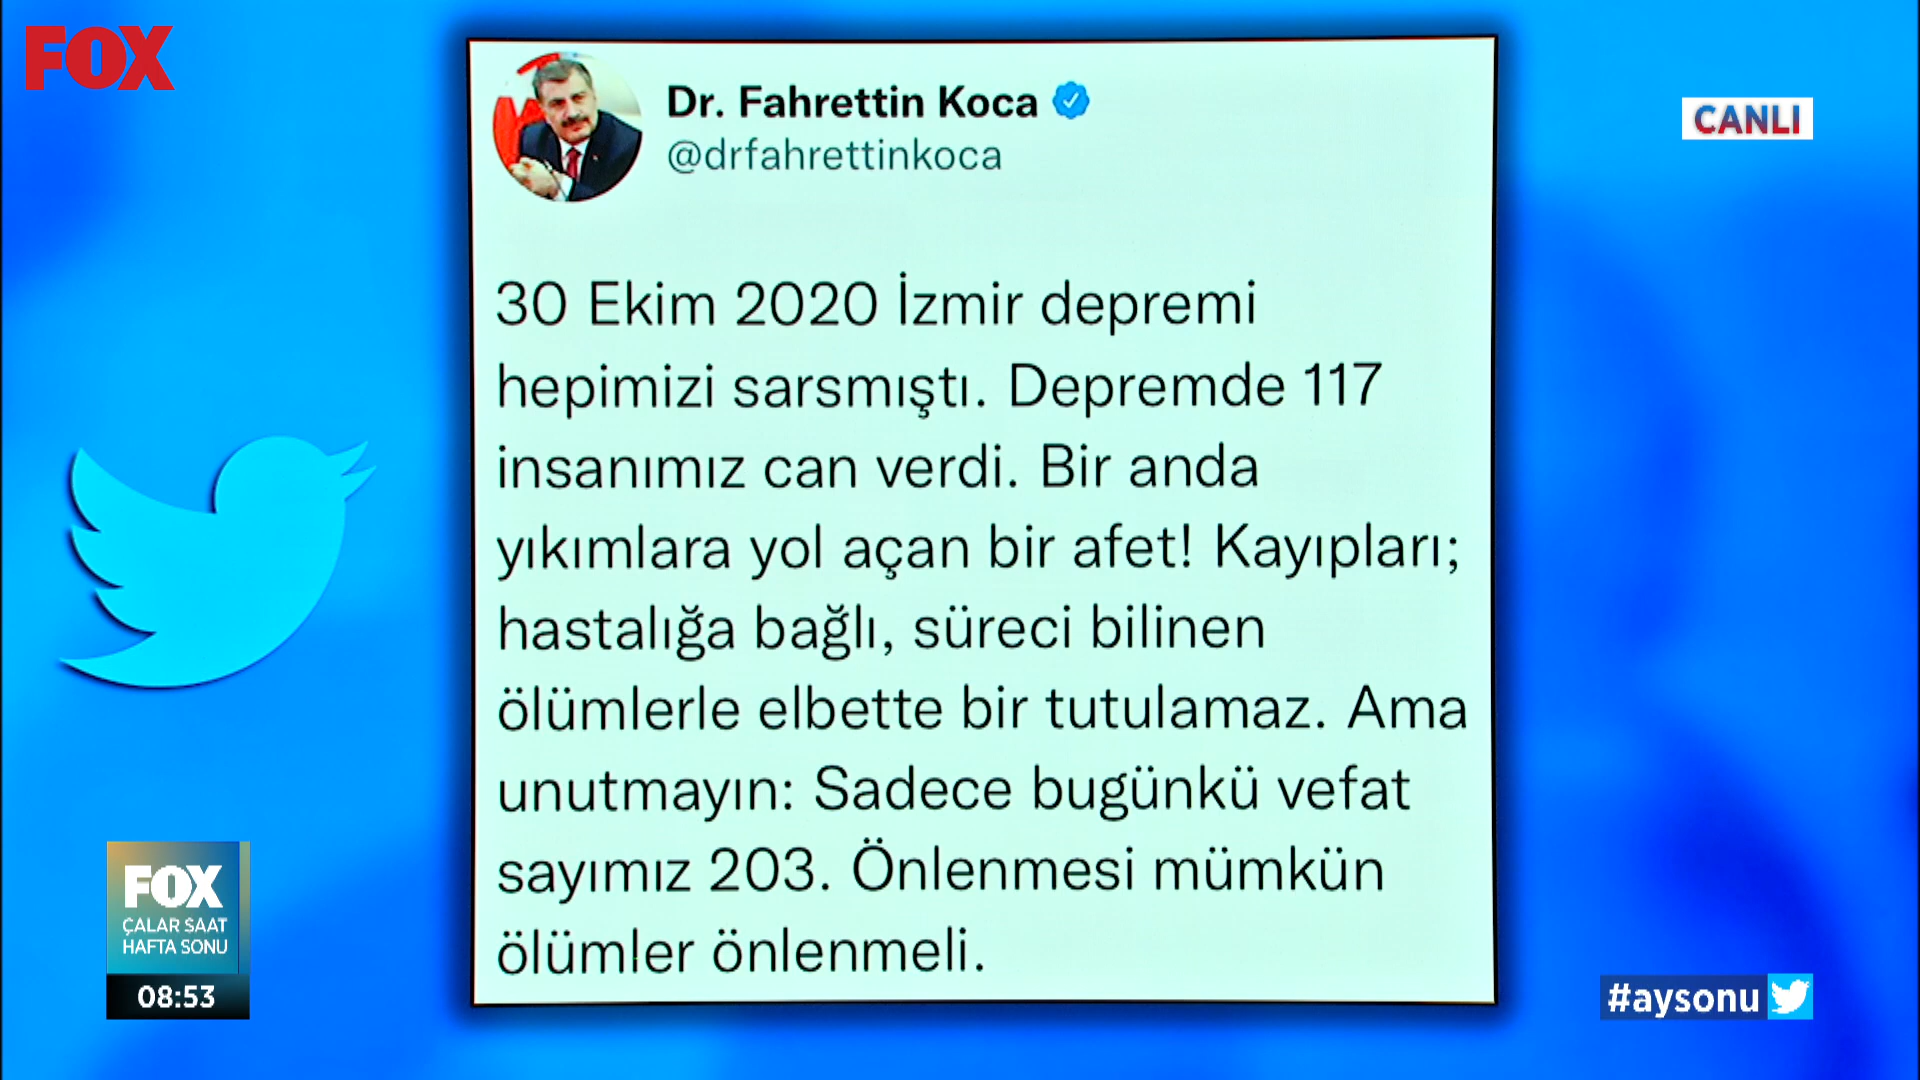 FOX
CANLI
Dr. Fahrettin Koca
@drfahrettinkoca
30 Ekim 2020 İzmir depremi
hepimizi sarsmıştı. Depremde 117
insanımız can verdi. Bir anda
yıkımlara yol açan bir afet! Kayıpları;
hastalığa bağlı, süreci bilinen
ölümlerle elbette bir tutulamaz. Ama
unutmayın: Sadece bugünkü vefat
sayımız 203. Önlenmesi mümkün
ölümler önlenmeli.
FOX
ÇALAR SAAT
HAFTA SONU
08:53
#aysonu